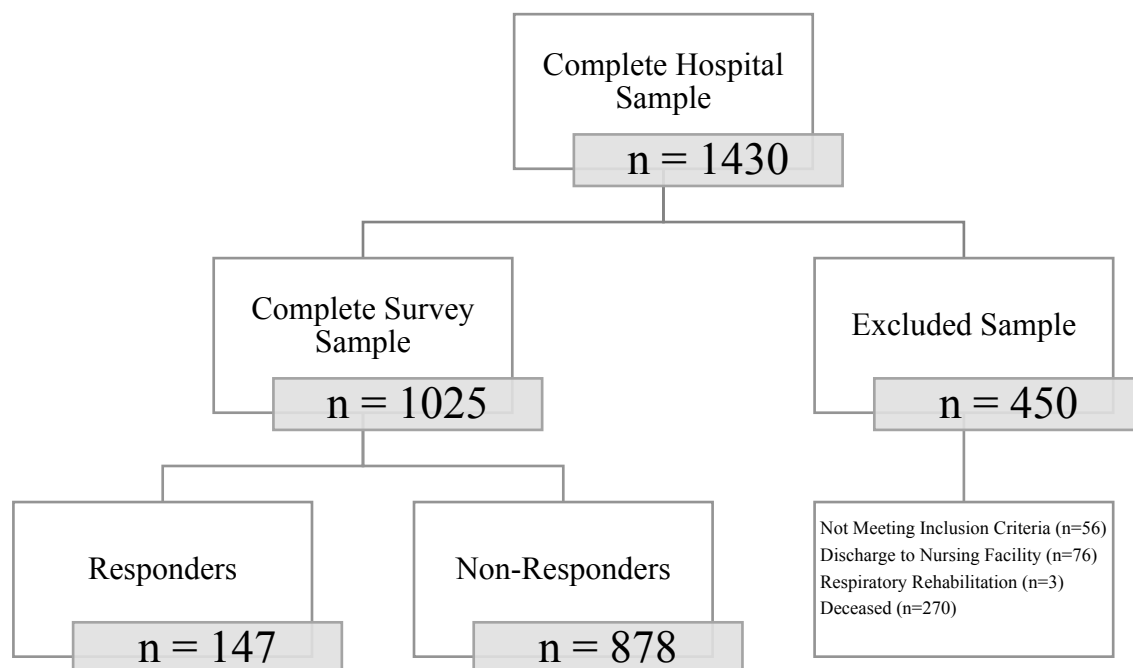 Complete Hospital
Sample
n = 1430
Complete Survey
Sample
n = 1025
Excluded Sample
n = 450
Responders
n = 147
Non-Responders
n = 878
Not Meeting Inclusion Criteria (n=56)
Discharge to Nursing Facility (n=76)
Respiratory Rehabilitation (n=3)
Deceased (n=270)